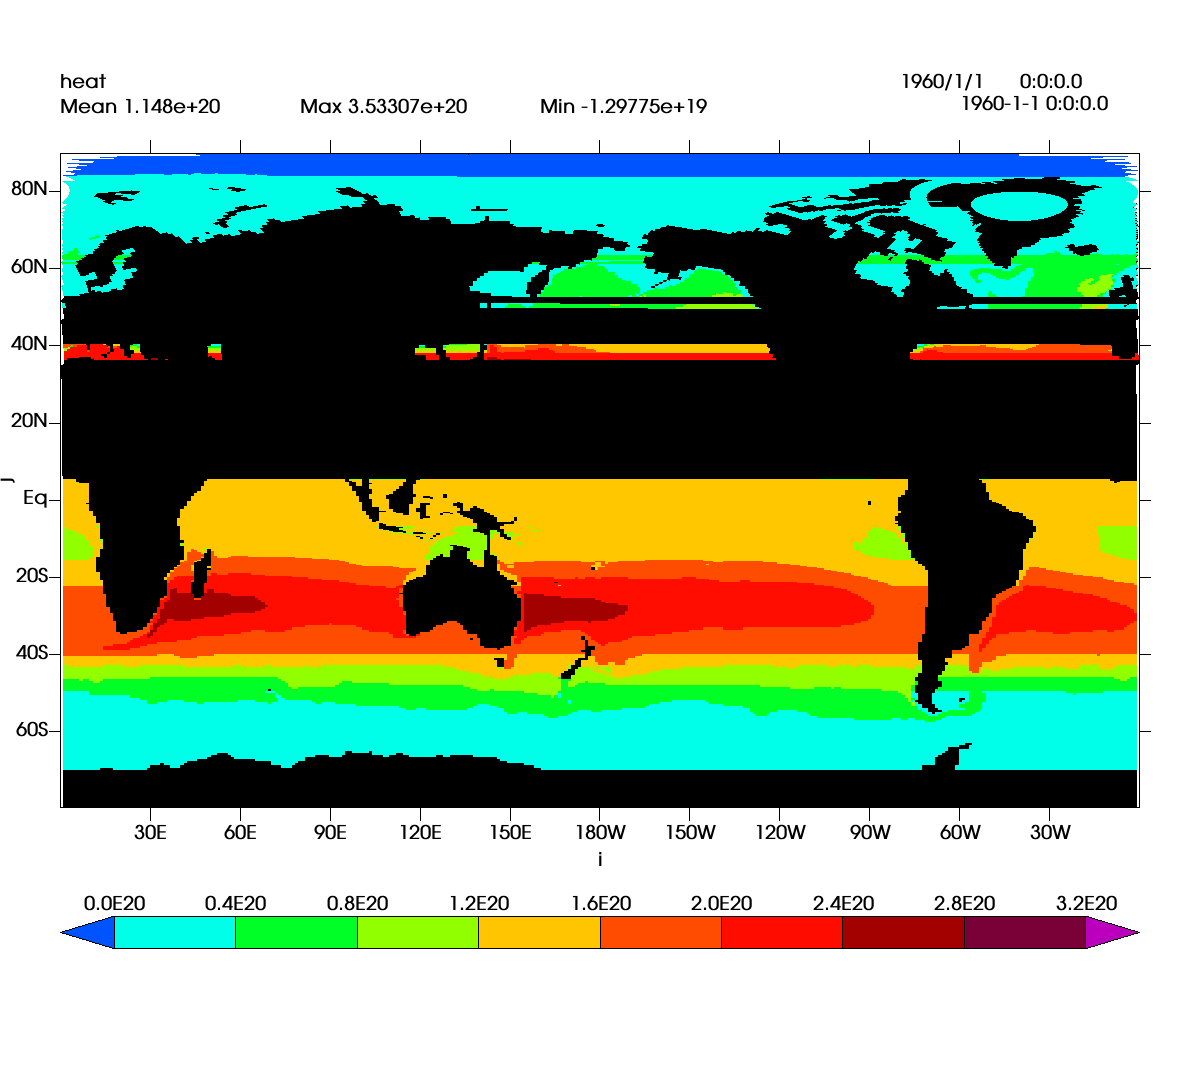 heat
1960/1/1 0:0:0.0
Mean 1.148e+20 Max 3.53307e+20 Min -1.29775e+19
1960-1-1 0:0:0.0
80N
60N
40N
20N
j
Eq
20S
40S
60S
30E 60E 90E 120E 150E 180W 150W 120W 90W 60W 30W
i
0.0E20 0.4E20 0.8E20 1.2E20 1.6E20 2.0E20 2.4E20 2.8E20 3.2E20